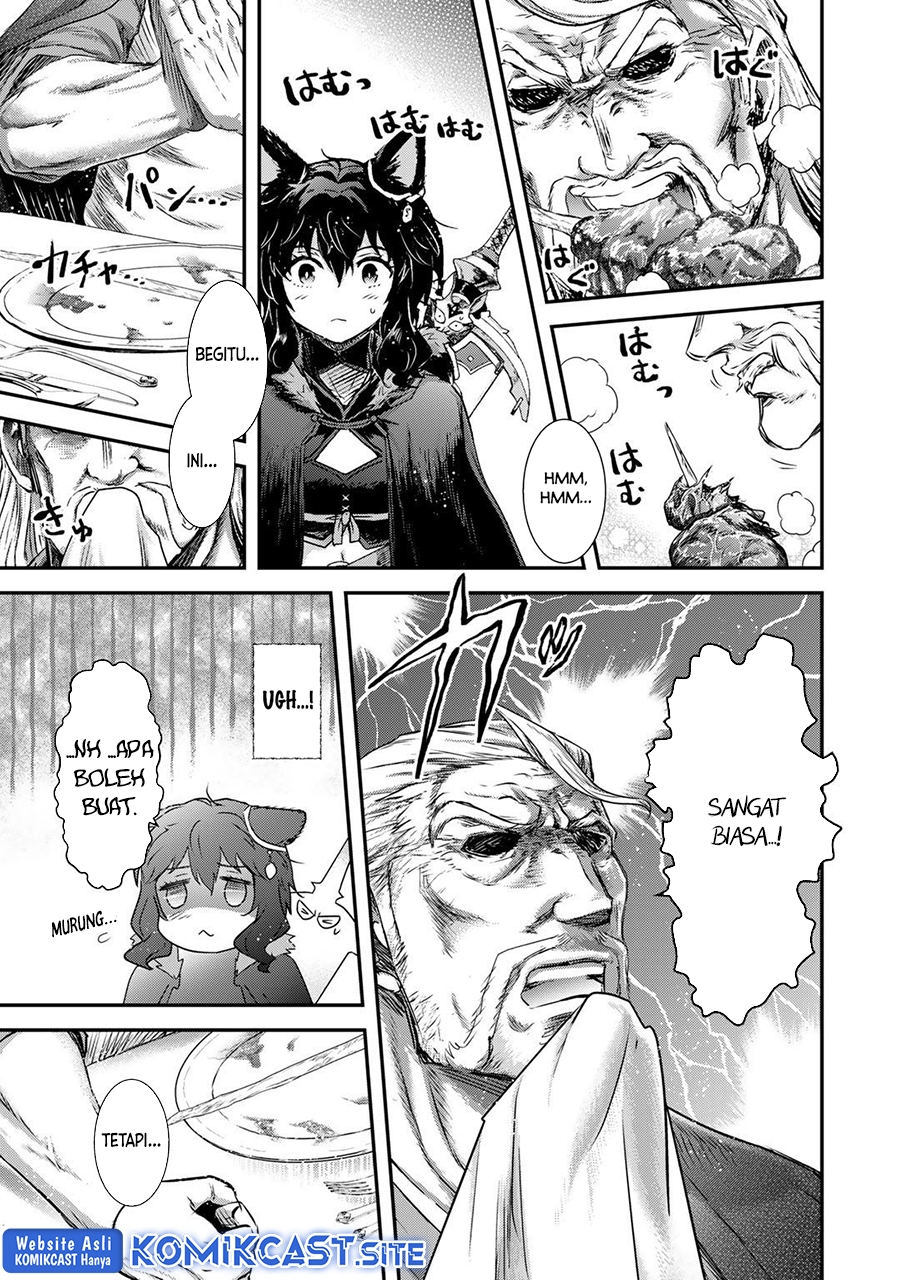 はぐ
はぐ
はむっ
はむ
HMM,
HMM...
はむっ
はむ はむ
パン...
カチャ...
BEGITU...
INI...
きゅ
カッ
SANGAT
BIASA...!
UGH...!
...NH ...APA
BOLEH
BUAT.
MURUNG...
TETAPI...
Website Asli
KOMIKCAST Hanya
KOMIKCAST.SITE